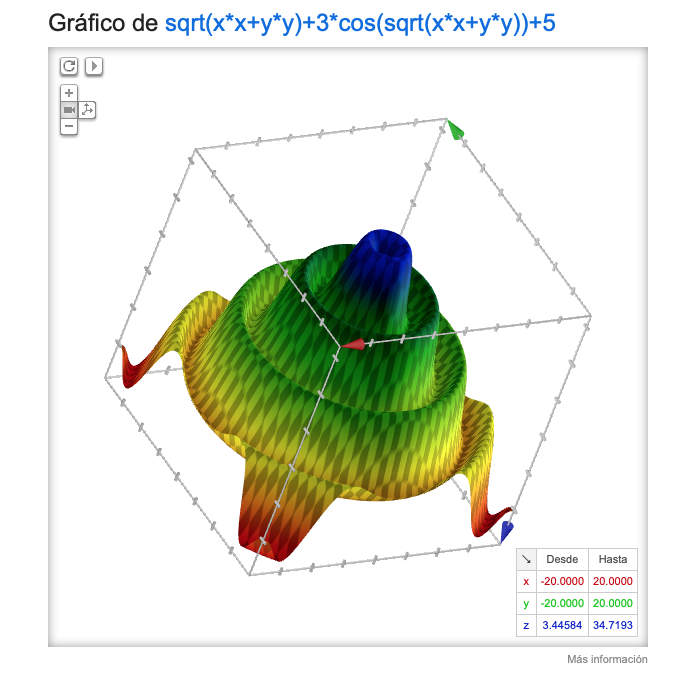 Gráfico de sqrt(x*x+y*y)+3*cos(sqrt(x*x+y*y))+5
Desde Hasta
x -20.0000 20.0000
y -20.0000 20.0000
z 3.44584 34.7193
Más información